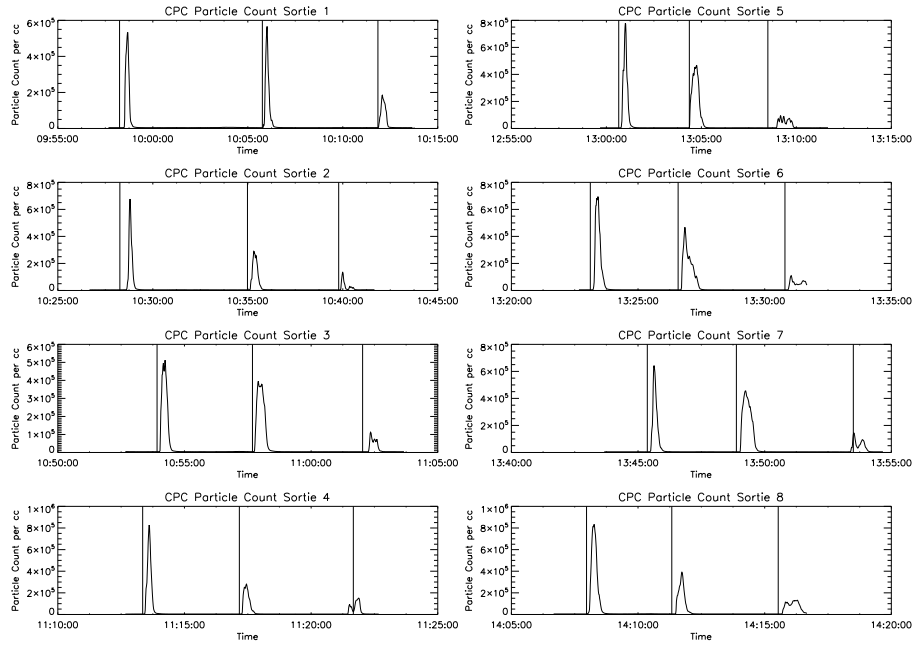 CPC Particle Count Sortie 1
Particle Count per cc
6×10⁵
4×10⁵
2×10⁵
0
09:55:00 10:00:00 10:05:00 10:10:00 10:15:00
Time
CPC Particle Count Sortie 5
Particle Count per cc
8×10⁵
6×10⁵
4×10⁵
2×10⁵
0
12:55:00 13:00:00 13:05:00 13:10:00 13:15:00
Time
CPC Particle Count Sortie 2
Particle Count per cc
8×10⁵
6×10⁵
4×10⁵
2×10⁵
0
10:25:00 10:30:00 10:35:00 10:40:00 10:45:00
Time
CPC Particle Count Sortie 6
Particle Count per cc
8×10⁵
6×10⁵
4×10⁵
2×10⁵
0
13:20:00 13:25:00 13:30:00 13:35:00
Time
CPC Particle Count Sortie 3
Particle Count per cc
6×10⁵
5×10⁵
4×10⁵
3×10⁵
2×10⁵
1×10⁵
0
10:50:00 10:55:00 11:00:00 11:05:00
Time
CPC Particle Count Sortie 7
Particle Count per cc
8×10⁵
6×10⁵
4×10⁵
2×10⁵
0
13:40:00 13:45:00 13:50:00 13:55:00
Time
CPC Particle Count Sortie 4
Particle Count per cc
1×10⁶
8×10⁵
6×10⁵
4×10⁵
2×10⁵
0
11:10:00 11:15:00 11:20:00 11:25:00
Time
CPC Particle Count Sortie 8
Particle Count per cc
1×10⁶
8×10⁵
6×10⁵
4×10⁵
2×10⁵
0
14:05:00 14:10:00 14:15:00 14:20:00
Time